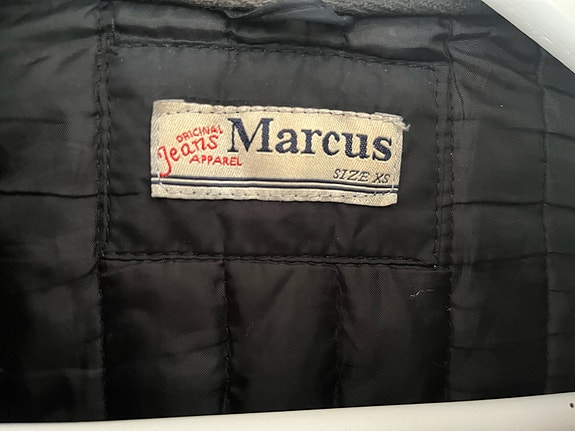 ORIGINAL
Jeans
APPAREL
Marcus
SIZE XS